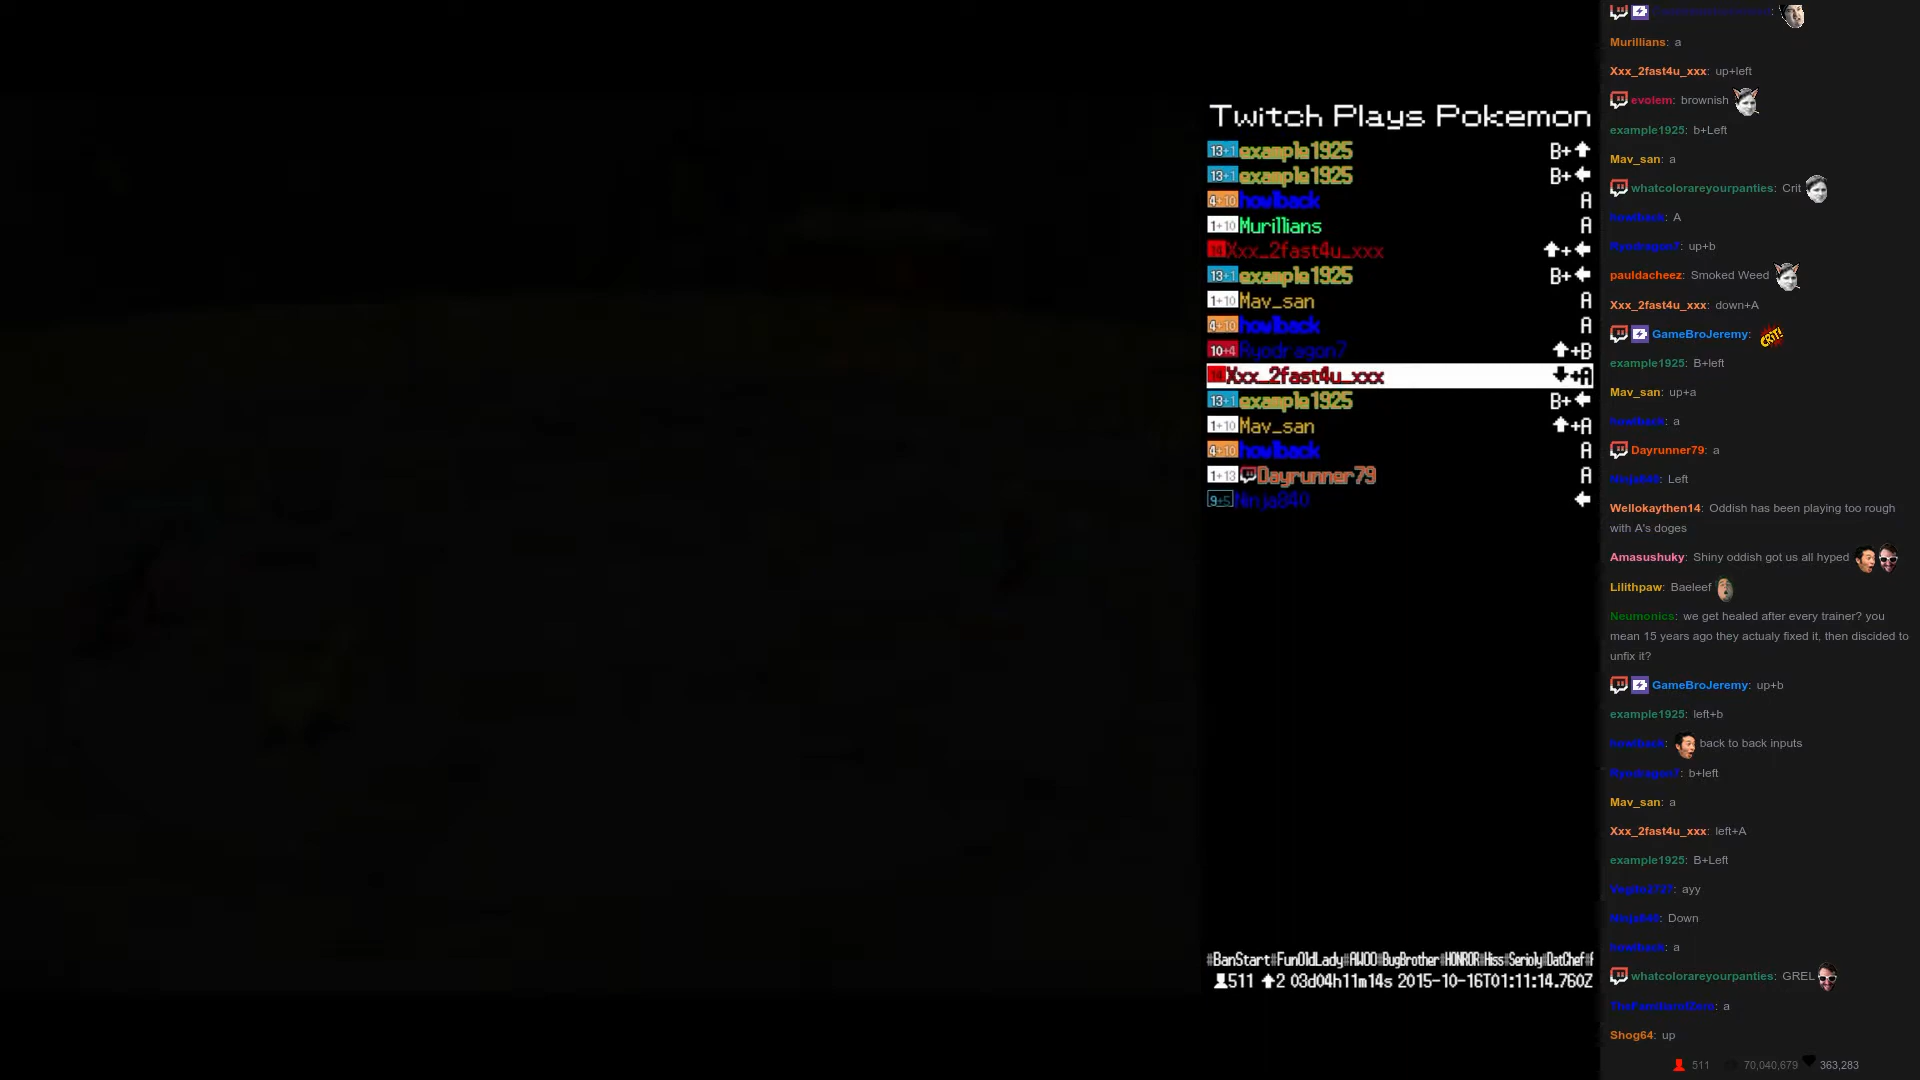 Twitch Plays Pokemon
13+1 example1925 B+
13+1 example1925 B+
4+10 howlback A
1+10 Murillians A
14 Xxx_2fast4u_xxx +
13+1 example1925 B+
1+10 Mav_san A
4+10 howlback A
10+4 Ryodragon7 +B
14 Xxx_2fast4u_xxx +A
13+1 example1925 B+
1+10 Mav_san +A
4+10 howlback A
1+13 Dayrunner79 A
9+5 Ninja840
#BanStart#FunOldLady#AWOO#BugBrother#HONROR#Hiss#Serioly#DatChef#
511 2 03d04h11m14s 2015-10-16T01:11:14.760Z
Murillians: a
Xxx_2fast4u_xxx: up+left
evolem: brownish
example1925: b+Left
Mav_san: a
whatcolorareyourpanties: Crit
howlback: A
Ryodragon7: up+b
pauldacheez: Smoked Weed
Xxx_2fast4u_xxx: down+A
GameBroJeremy: CRIT!
example1925: B+left
Mav_san: up+a
howlback: a
Dayrunner79: a
Ninja840: Left
Wellokaythen14: Oddish has been playing too rough
with A's doges
Amasushuky: Shiny oddish got us all hyped
Lilithpaw: Baeleef
Neumonics: we get healed after every trainer? you
mean 15 years ago they actualy fixed it, then discided to
unfix it?
GameBroJeremy: up+b
example1925: left+b
howlback: back to back inputs
Ryodragon7: b+left
Mav_san: a
Xxx_2fast4u_xxx: left+A
example1925: B+Left
Vegito2727: ayy
Ninja840: Down
howlback: a
whatcolorareyourpanties: GREL
a
Shog64: up
511 70,040,679 363,283